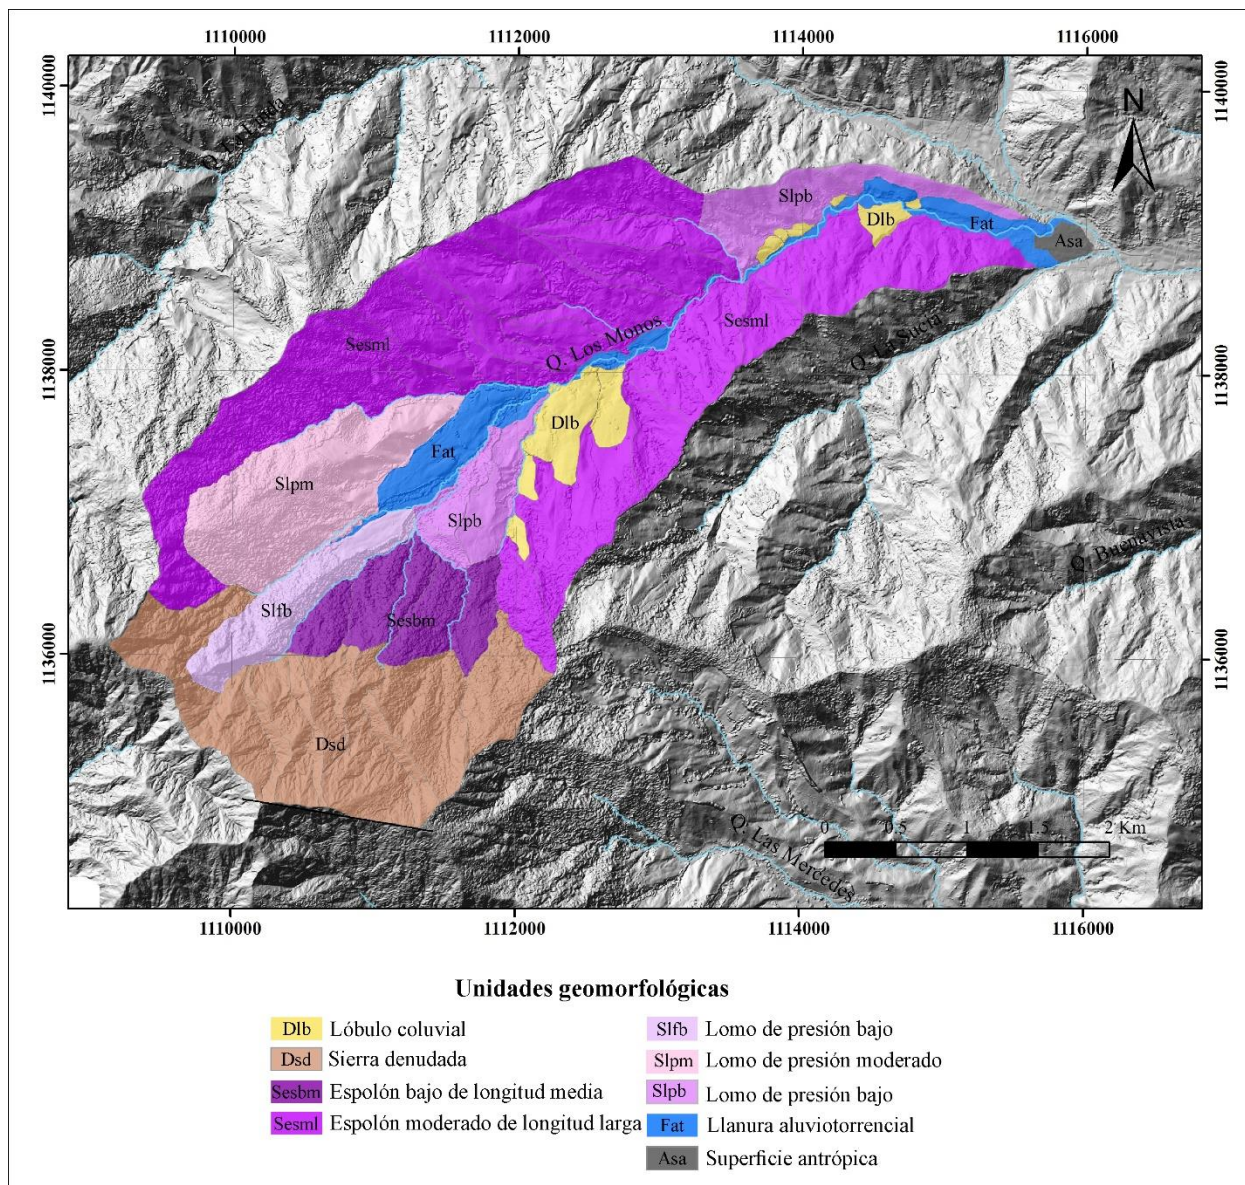 1110000 1112000 1114000 1116000
1140000 1140000
N
Q. La Linda
Slpb
Dlb
Fat
Asa
Sesml
Q. Los Monos
Sesml
Q. La Sucia
1138000 1138000
Dlb
Fat
Slpm
Slpb
Q. Buenavista
Slfb
Sesbm
1136000 1136000
Dsd
0 0.5 1 1.5 2 Km
Q. Las Mercedes
1110000 1112000 1114000 1116000
Unidades geomorfológicas
Dlb Lóbulo coluvial
Dsd Sierra denudada
Sesbm Espolón bajo de longitud media
Sesml Espolón moderado de longitud larga
Slfb Lomo de presión bajo
Slpm Lomo de presión moderado
Slpb Lomo de presión bajo
Fat Llanura aluviotorrencial
Asa Superficie antrópica